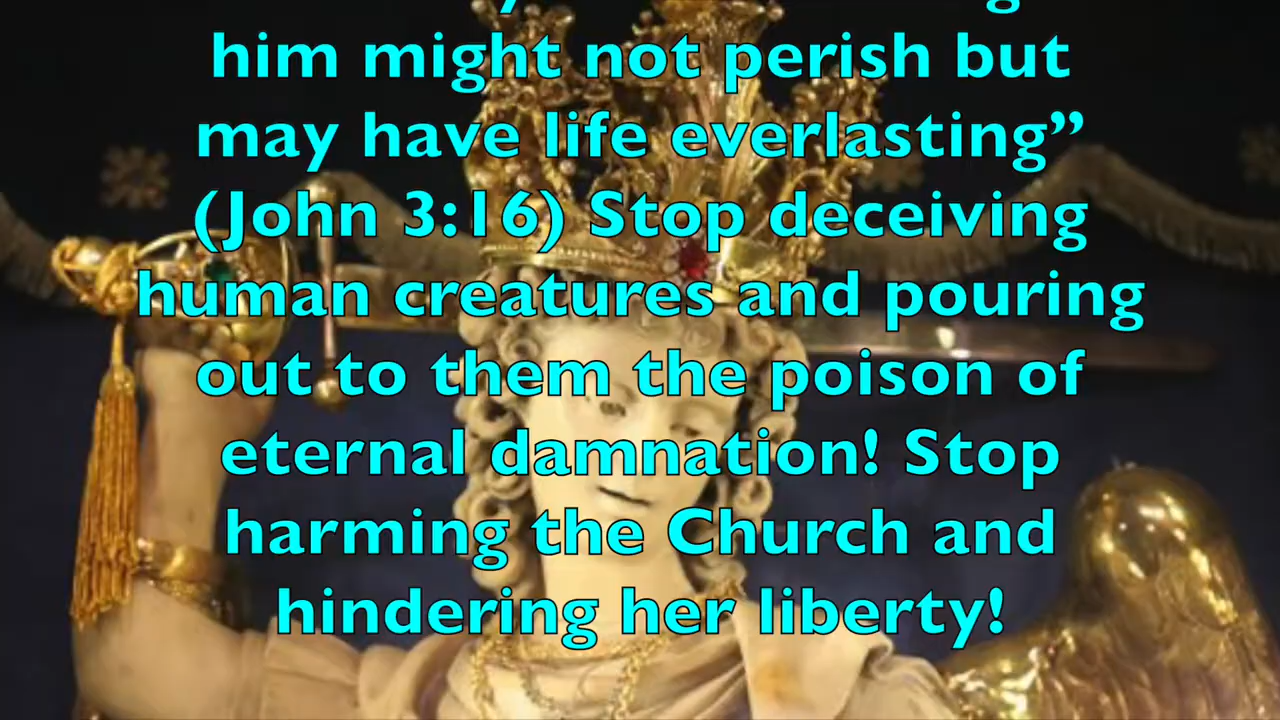 him might not perish but
may have life everlasting”
(John 3:16) Stop deceiving
human creatures and pouring
out to them the poison of
eternal damnation! Stop
harming the Church and
hindering her liberty!